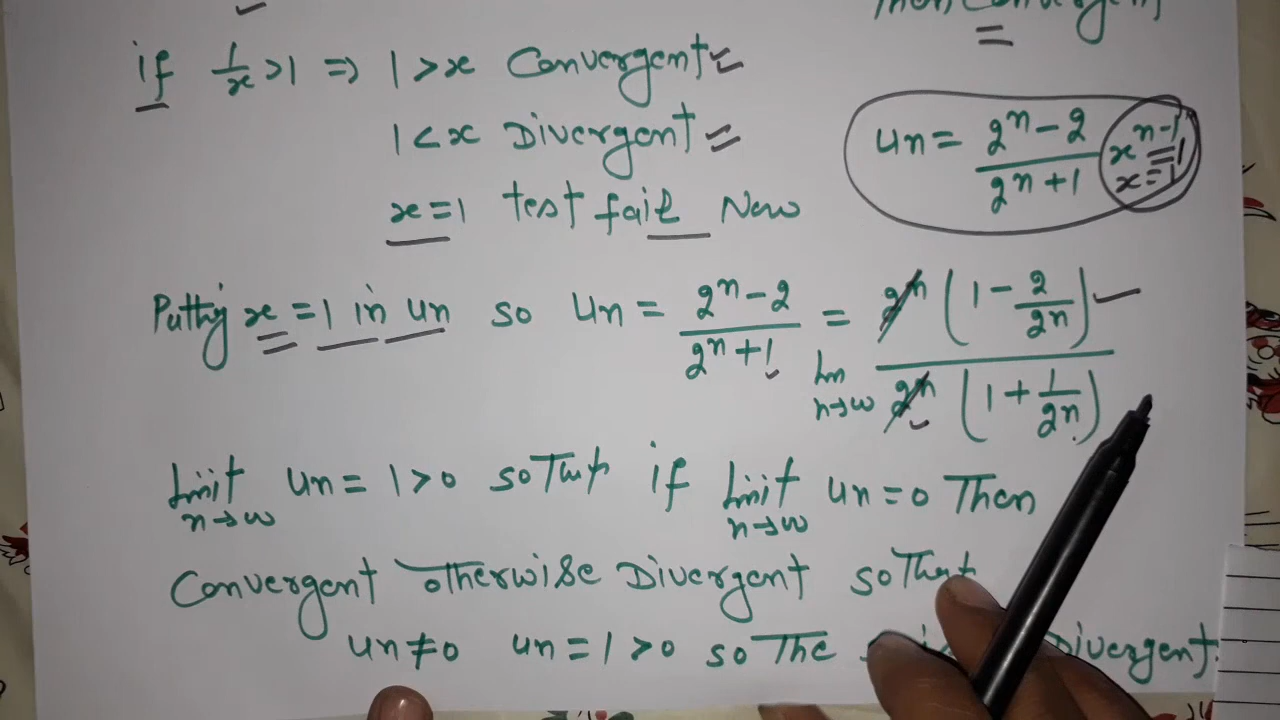 Then Convergent
if 1/x > 1 => 1 > x Convergent
1 < x Divergent
un = 2^n - 2 / 2^n + 1 x^n-1 = 1
x = 1
x = 1 test fail Now
Putting x = 1 in un so un = 2^n - 2 / 2^n + 1 = 2^n (1 - 2/2^n) / 2^n (1 + 1/2^n)
lim n→∞
Limit n→∞ un = 1 > 0 so That if Limit n→∞ un = 0 Then
Convergent otherwise Divergent so That
un ≠ 0 un = 1 > 0 so The Divergent.